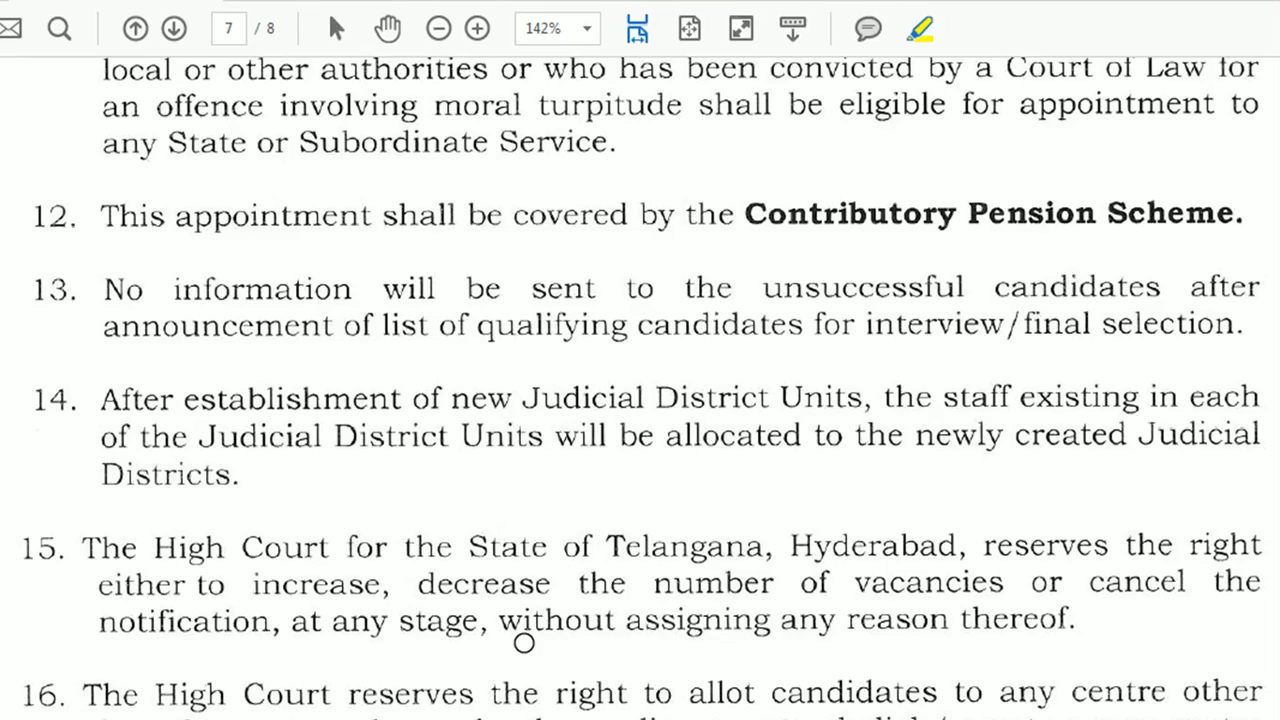 7 / 8 142%
local or other authorities or who has been convicted by a Court of Law for
an offence involving moral turpitude shall be eligible for appointment to
any State or Subordinate Service.
12. This appointment shall be covered by the Contributory Pension Scheme.
13. No information will be sent to the unsuccessful candidates after
announcement of list of qualifying candidates for interview/final selection.
14. After establishment of new Judicial District Units, the staff existing in each
of the Judicial District Units will be allocated to the newly created Judicial
Districts.
15. The High Court for the State of Telangana, Hyderabad, reserves the right
either to increase, decrease the number of vacancies or cancel the
notification, at any stage, without assigning any reason thereof.
16. The High Court reserves the right to allot candidates to any centre other